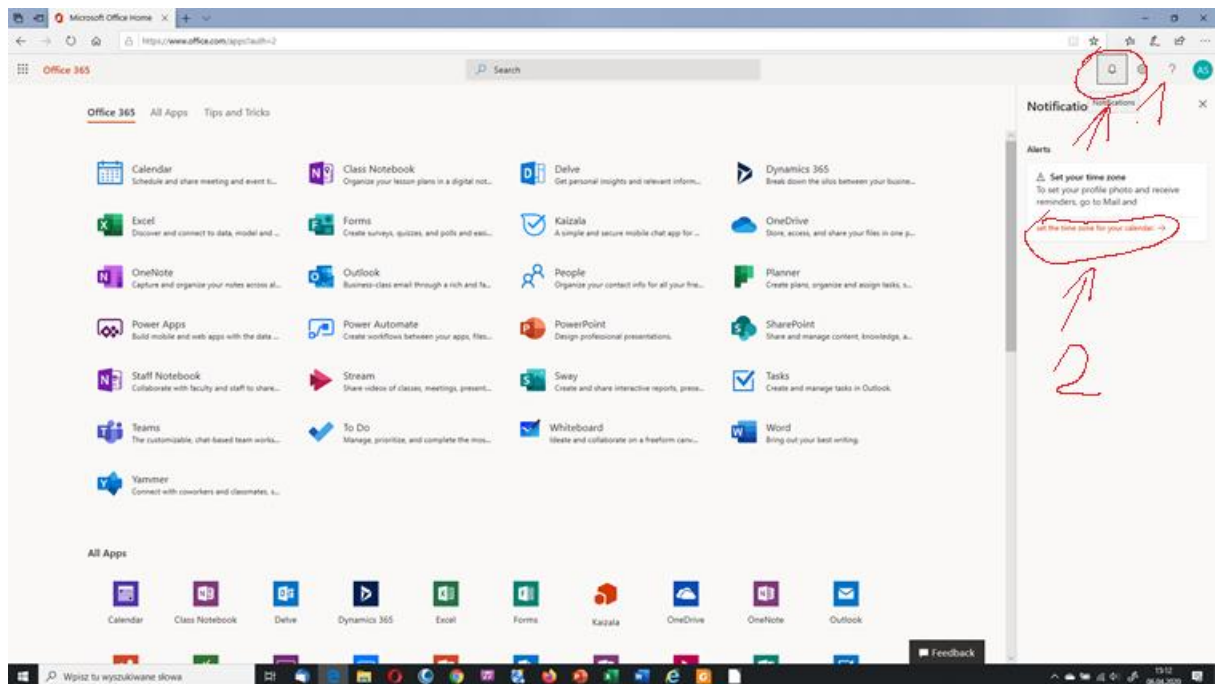 Microsoft Office Home
https://www.office.com/apps?auth=2
Office 365
Search
AS
Office 365 All Apps Tips and Tricks
Calendar
Schedule and share meeting and event ti...
Class Notebook
Organize your lesson plans in a digital not...
Delve
Get personal insights and relevant inform...
Dynamics 365
Break down the silos between your busine...
Excel
Discover and connect to data, model and ...
Forms
Create surveys, quizzes, and polls and easi...
Kaizala
A simple and secure mobile chat app for ...
OneDrive
Store, access, and share your files in one p...
OneNote
Capture and organize your notes across al...
Outlook
Business-class email through a rich and fa...
People
Organize your contact info for all your frie...
Planner
Create plans, organize and assign tasks, s...
Power Apps
Build mobile and web apps with the data ...
Power Automate
Create workflows between your apps, files...
PowerPoint
Design professional presentations.
SharePoint
Share and manage content, knowledge, a...
Staff Notebook
Collaborate with faculty and staff to share...
Stream
Share videos of classes, meetings, present...
Sway
Create and share interactive reports, prese...
Tasks
Create and manage tasks in Outlook.
Teams
The customizable, chat-based team works...
To Do
Manage, prioritize, and complete the mos...
Whiteboard
Ideate and collaborate on a freeform canv...
Word
Bring out your best writing.
Yammer
Connect with coworkers and classmates, s...
All Apps
Calendar Class Notebook Delve Dynamics 365 Excel Forms Kaizala OneDrive OneNote Outlook
Feedback
Notificatio
Notifications
1
Alerts
Set your time zone
To set your profile photo and receive
reminders, go to Mail and
set the time zone for your calendar. →
2
Wpisz tu wyszukiwane słowa
15:12
06.04.2020